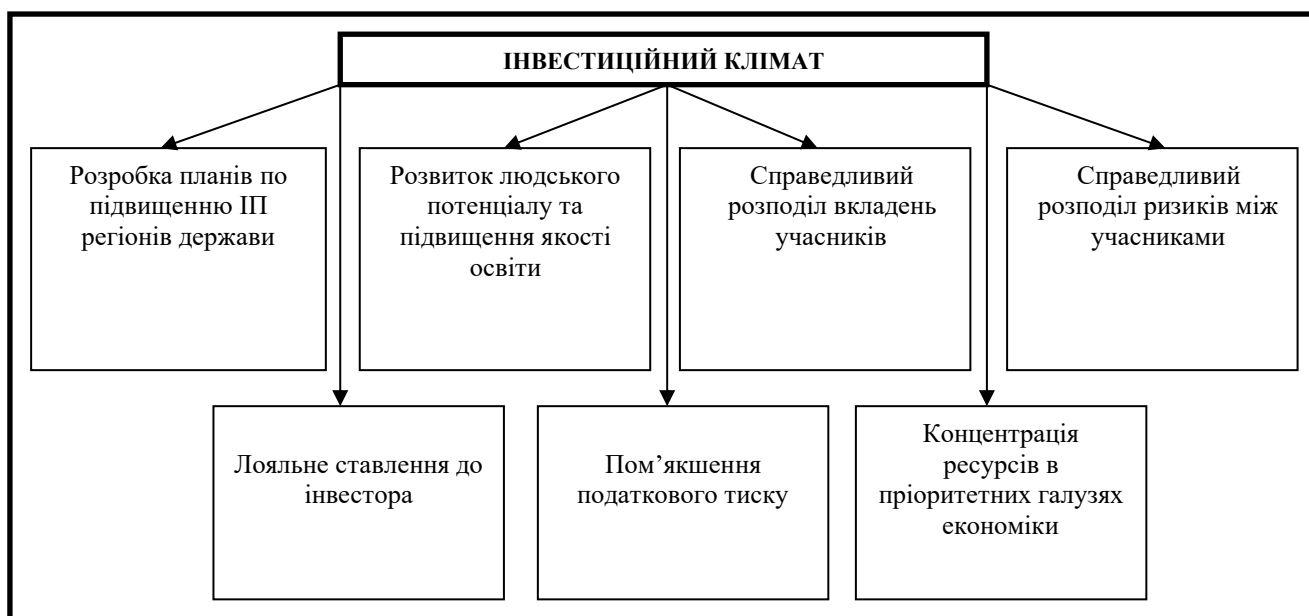 ІНВЕСТИЦІЙНИЙ КЛІМАТ
Розробка планів по
підвищенню ІП
регіонів держави
Розвиток людського
потенціалу та
підвищення якості
освіти
Справедливий
розподіл вкладень
учасників
Справедливий
розподіл ризиків між
учасниками
Лояльне ставлення до
інвестора
Пом’якшення
податкового тиску
Концентрація
ресурсів в
пріоритетних галузях
економіки